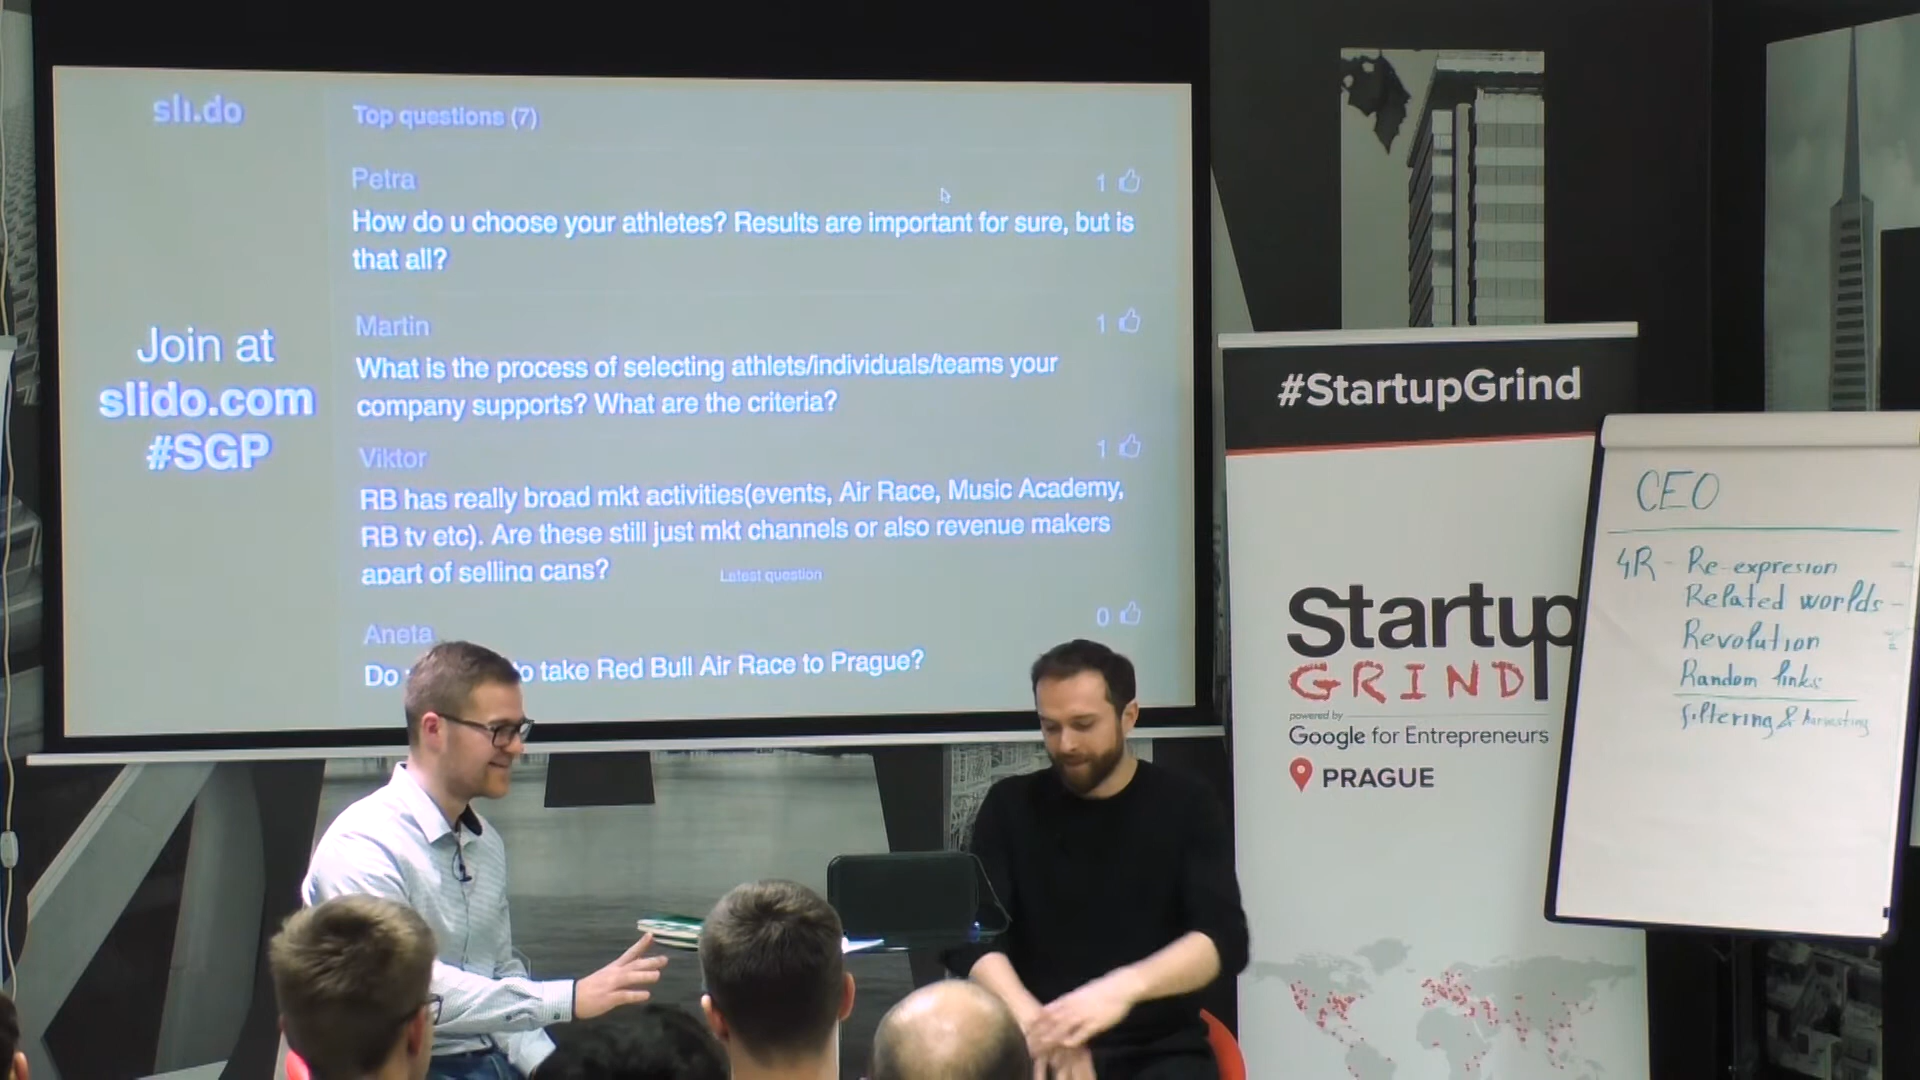 sli.do
Top questions (7)
Join at
slido.com
#SGP
Petra
1
How do u choose your athletes? Results are important for sure, but is
that all?
Martin
1
What is the process of selecting athlets/individuals/teams your
company supports? What are the criteria?
Viktor
1
RB has really broad mkt activities(events, Air Race, Music Academy,
RB tv etc). Are these still just mkt channels or also revenue makers
apart of selling cans?
Latest question
Aneta
0
Do to take Red Bull Air Race to Prague?
#StartupGrind
Startup
GRIND
powered by
Google for Entrepreneurs
PRAGUE
CEO
4R - Re-expresion
Related worlds -
Revolution
Random links
filtering & harvesting